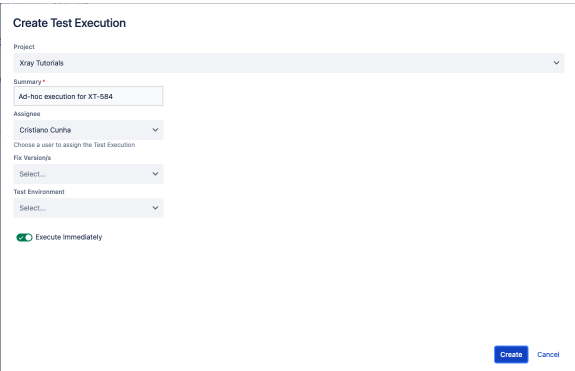 Create Test Execution
Project
Xray Tutorials
Summary *
Ad-hoc execution for XT-584
Assignee
Cristiano Cunha
Choose a user to assign the Test Execution
Fix Version/s
Select...
Test Environment
Select...
Execute Immediately
Create Cancel